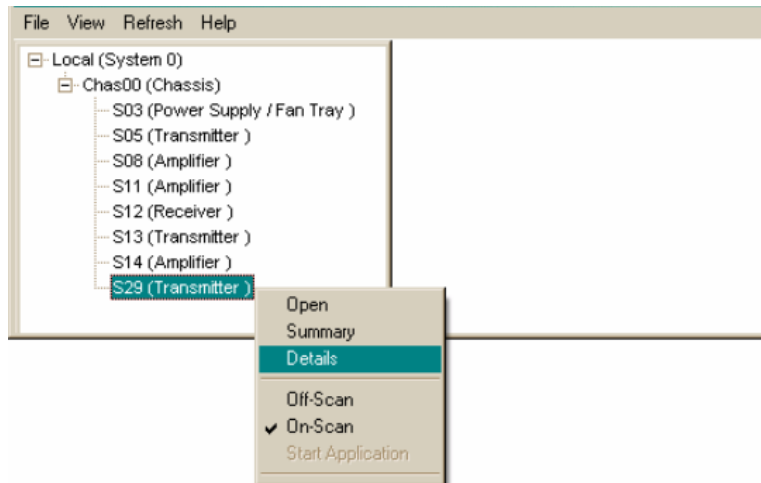 File View Refresh Help
Local (System 0)
Chas00 (Chassis)
S03 (Power Supply / Fan Tray )
S05 (Transmitter )
S08 (Amplifier )
S11 (Amplifier )
S12 (Receiver )
S13 (Transmitter )
S14 (Amplifier )
S29 (Transmitter )
Open
Summary
Details
Off-Scan
On-Scan
Start Application